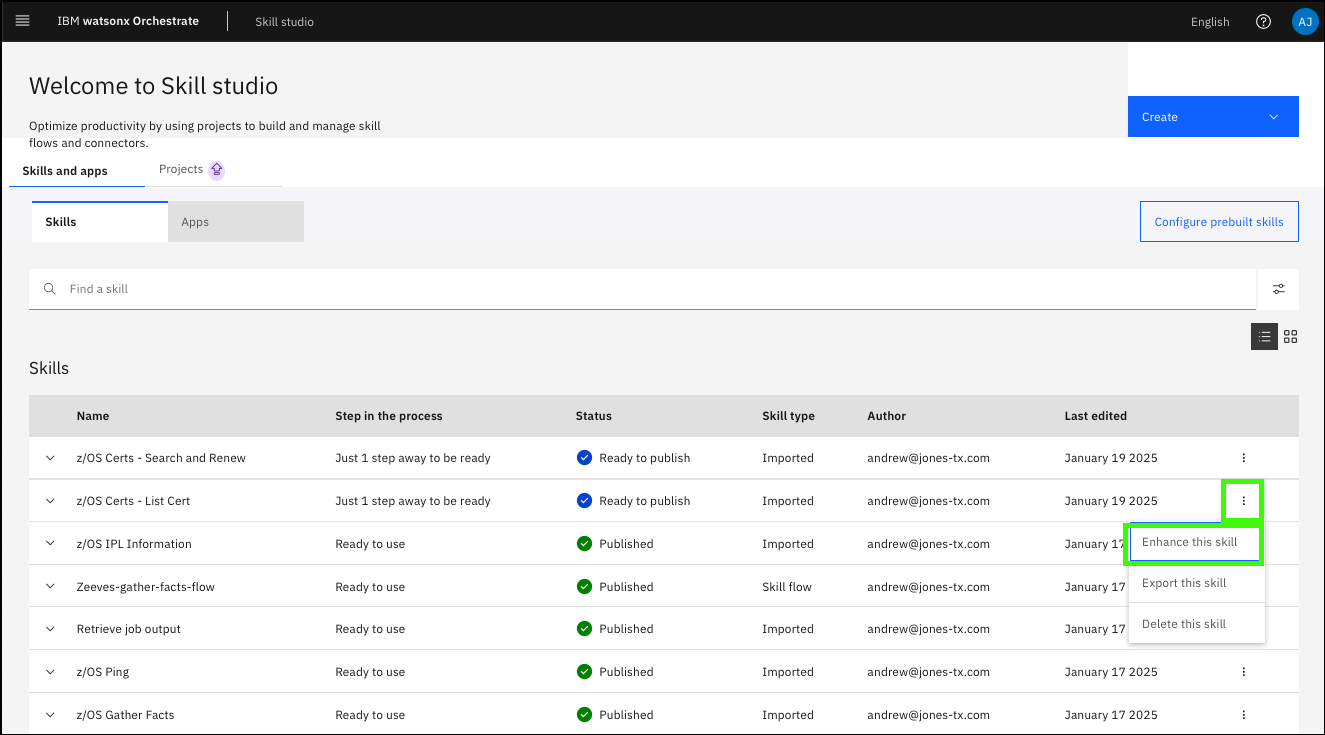 IBM watsonx Orchestrate Skill studio English AJ
Welcome to Skill studio
Create
Optimize productivity by using projects to build and manage skill
flows and connectors.
Skills and apps Projects
Skills Apps Configure prebuilt skills
Find a skill
Skills
Name Step in the process Status Skill type Author Last edited
z/OS Certs - Search and Renew Just 1 step away to be ready Ready to publish Imported andrew@jones-tx.com January 19 2025
z/OS Certs - List Cert Just 1 step away to be ready Ready to publish Imported andrew@jones-tx.com January 19 2025
z/OS IPL Information Ready to use Published Imported andrew@jones-tx.com January 17 Enhance this skill
Zeeves-gather-facts-flow Ready to use Published Skill flow andrew@jones-tx.com January 17 Export this skill
Retrieve job output Ready to use Published Imported andrew@jones-tx.com January 17 Delete this skill
z/OS Ping Ready to use Published Imported andrew@jones-tx.com January 17 2025
z/OS Gather Facts Ready to use Published Imported andrew@jones-tx.com January 17 2025